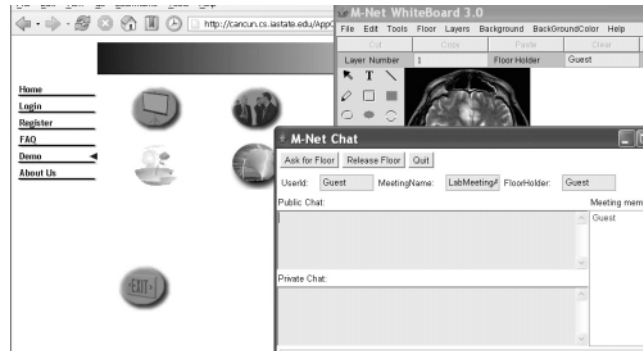 http://cancun.cs.iastate.edu/AppC
Home
Login
Register
FAQ
Demo
About Us
EXIT
M-Net WhiteBoard 3.0
File Edit Tools Floor Layers Background BackGroundColor Help
Cut Copy Paste Clear
Layer Number 1 Floor Holder Guest
T
M-Net Chat
Ask for Floor Release Floor Quit
UserId: Guest MeetingName: LabMeeting FloorHolder: Guest
Public Chat: Meeting mem
Guest
Private Chat: